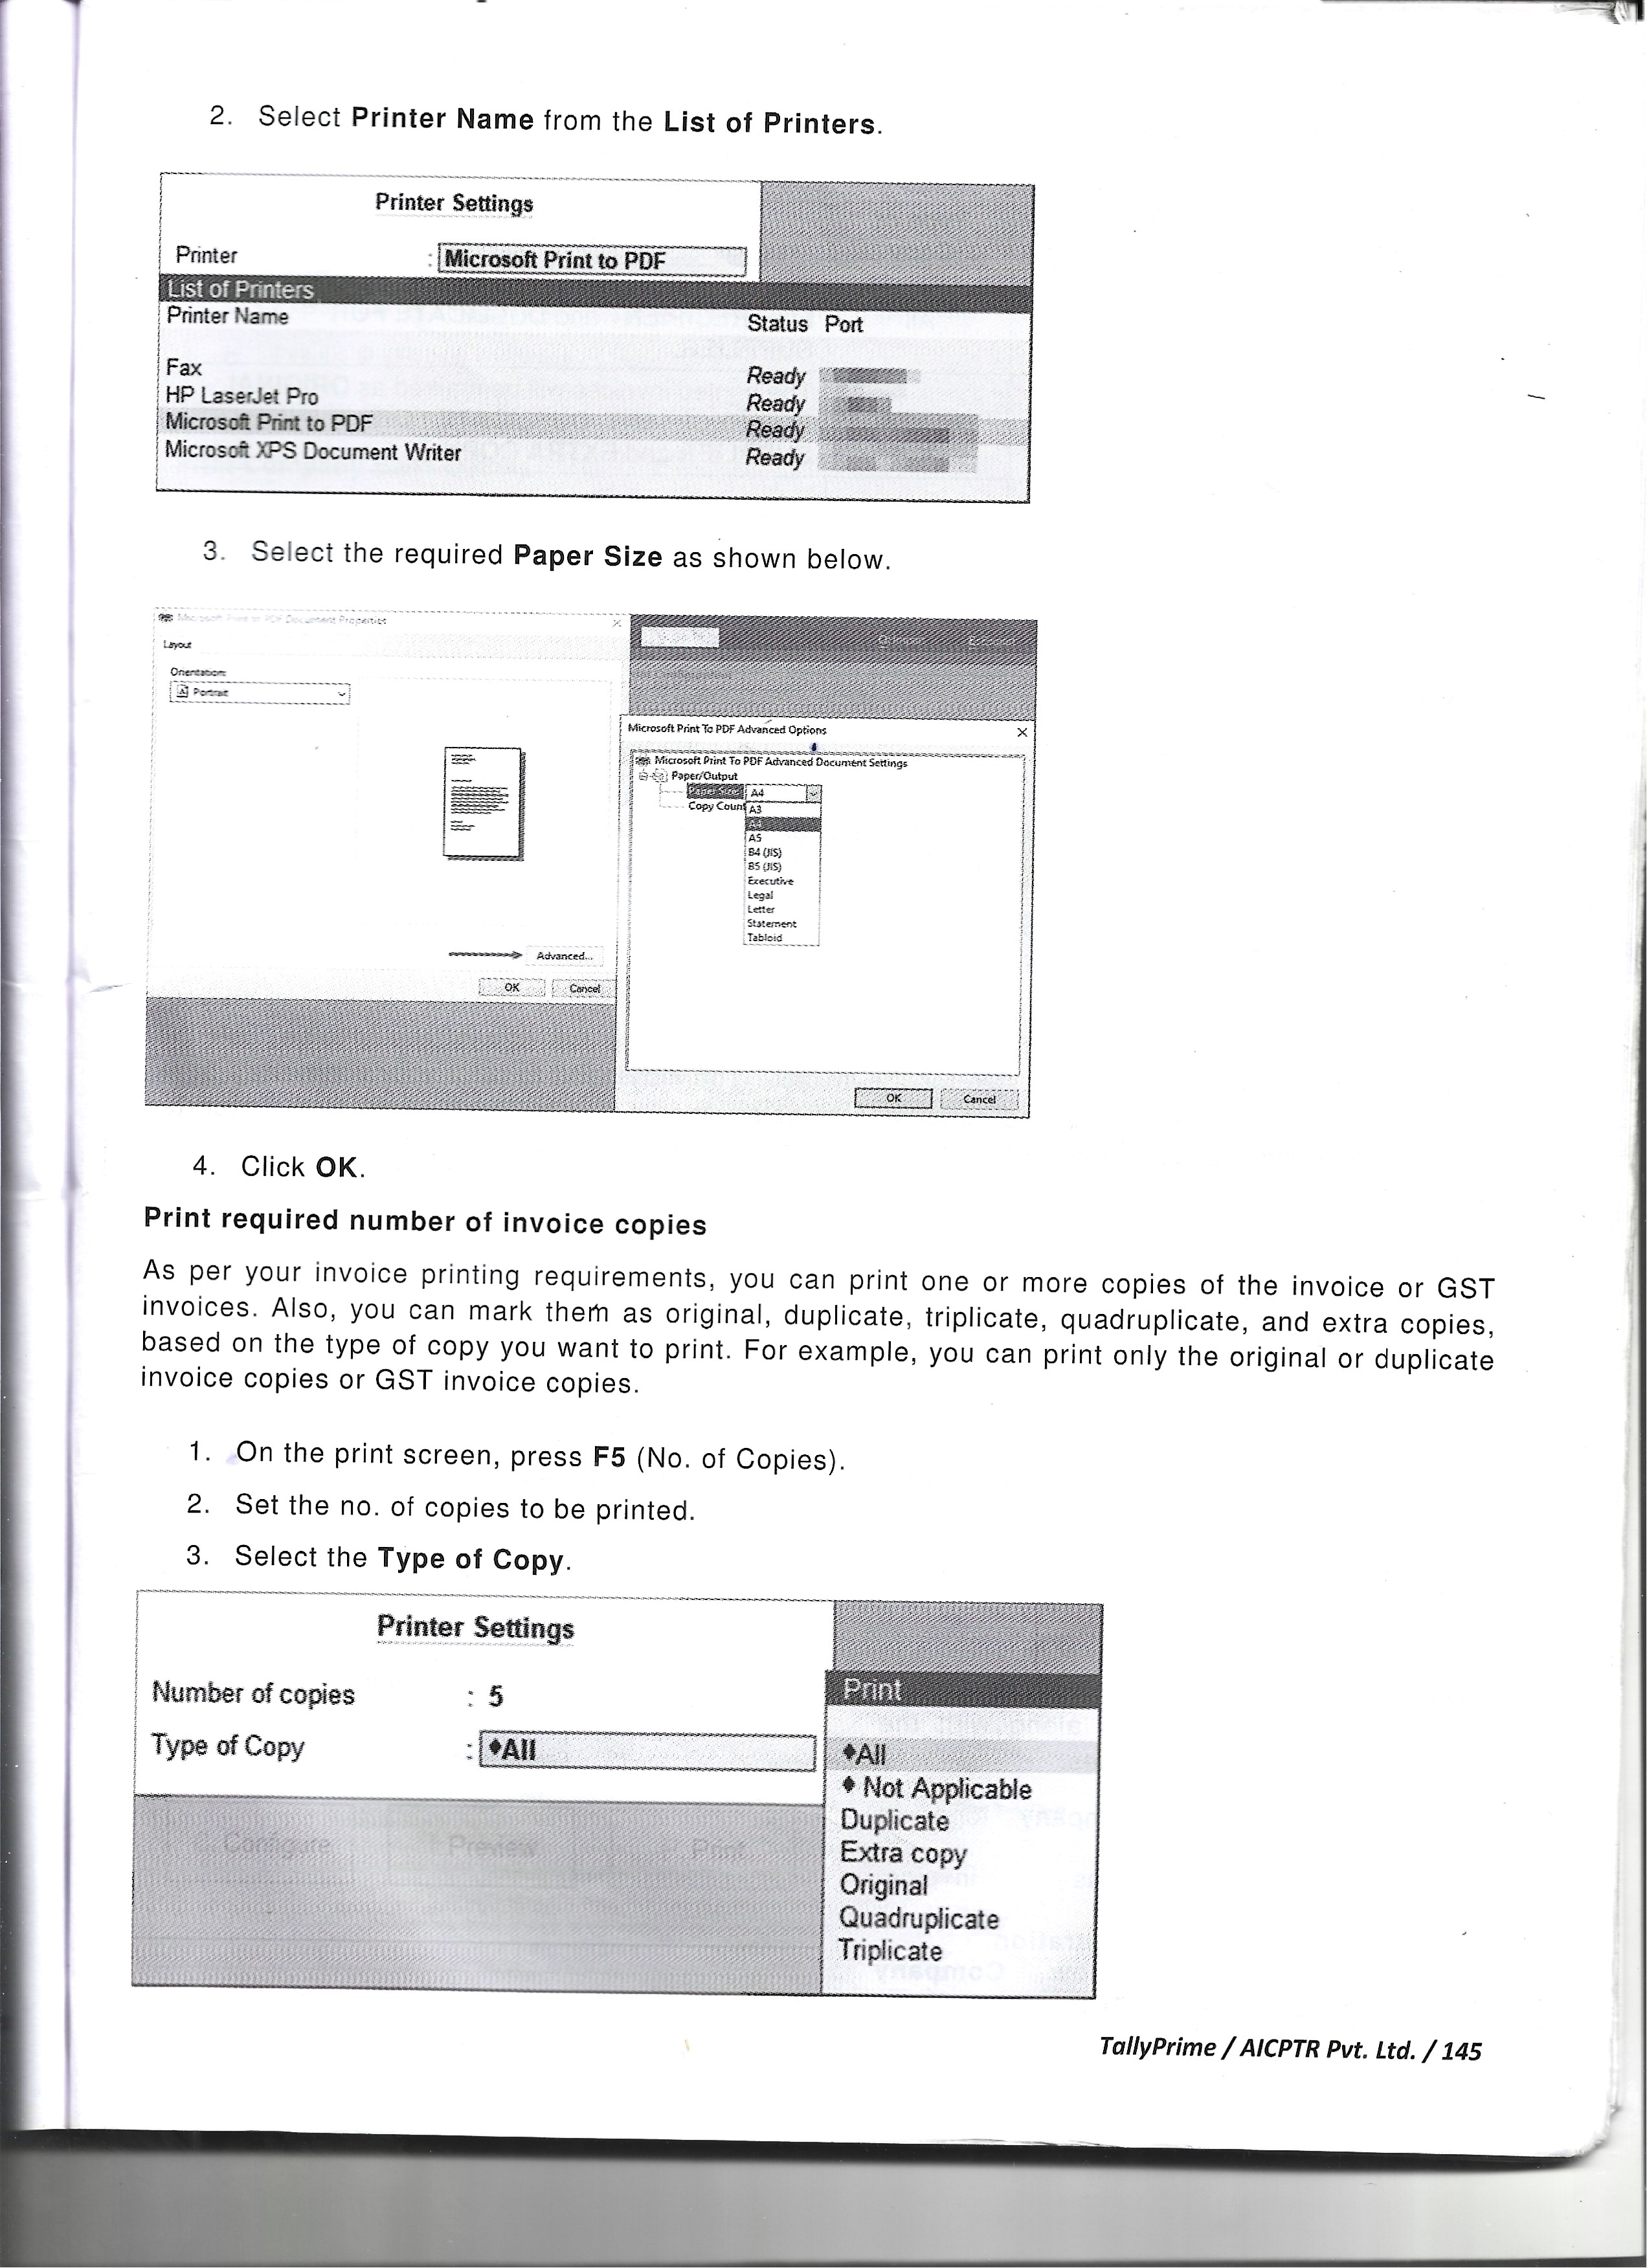 2. Select Printer Name from the List of Printers.
Printer Settings
Printer : Microsoft Print to PDF
List of Printers
Printer Name Status Port
Fax Ready
HP LaserJet Pro Ready
Microsoft Print to PDF Ready
Microsoft XPS Document Writer Ready
3. Select the required Paper Size as shown below.
Microsoft Print to PDF Document Properties
Layout
Orientation:
Portrait
Advanced...
OK Cancel
Microsoft Print To PDF Advanced Options
Microsoft Print To PDF Advanced Document Settings
Paper/Output
Paper Size: A4
Copy Count
A3
A4
A5
B4 (JIS)
B5 (JIS)
Executive
Legal
Letter
Statement
Tabloid
OK Cancel
4. Click OK.
Print required number of invoice copies
As per your invoice printing requirements, you can print one or more copies of the invoice or GST
invoices. Also, you can mark them as original, duplicate, triplicate, quadruplicate, and extra copies,
based on the type of copy you want to print. For example, you can print only the original or duplicate
invoice copies or GST invoice copies.
1. On the print screen, press F5 (No. of Copies).
2. Set the no. of copies to be printed.
3. Select the Type of Copy.
Printer Settings
Number of copies : 5
Type of Copy : ♦All
Configure Preview Print
Print
♦All
♦ Not Applicable
Duplicate
Extra copy
Original
Quadruplicate
Triplicate
TallyPrime / AICPTR Pvt. Ltd. / 145